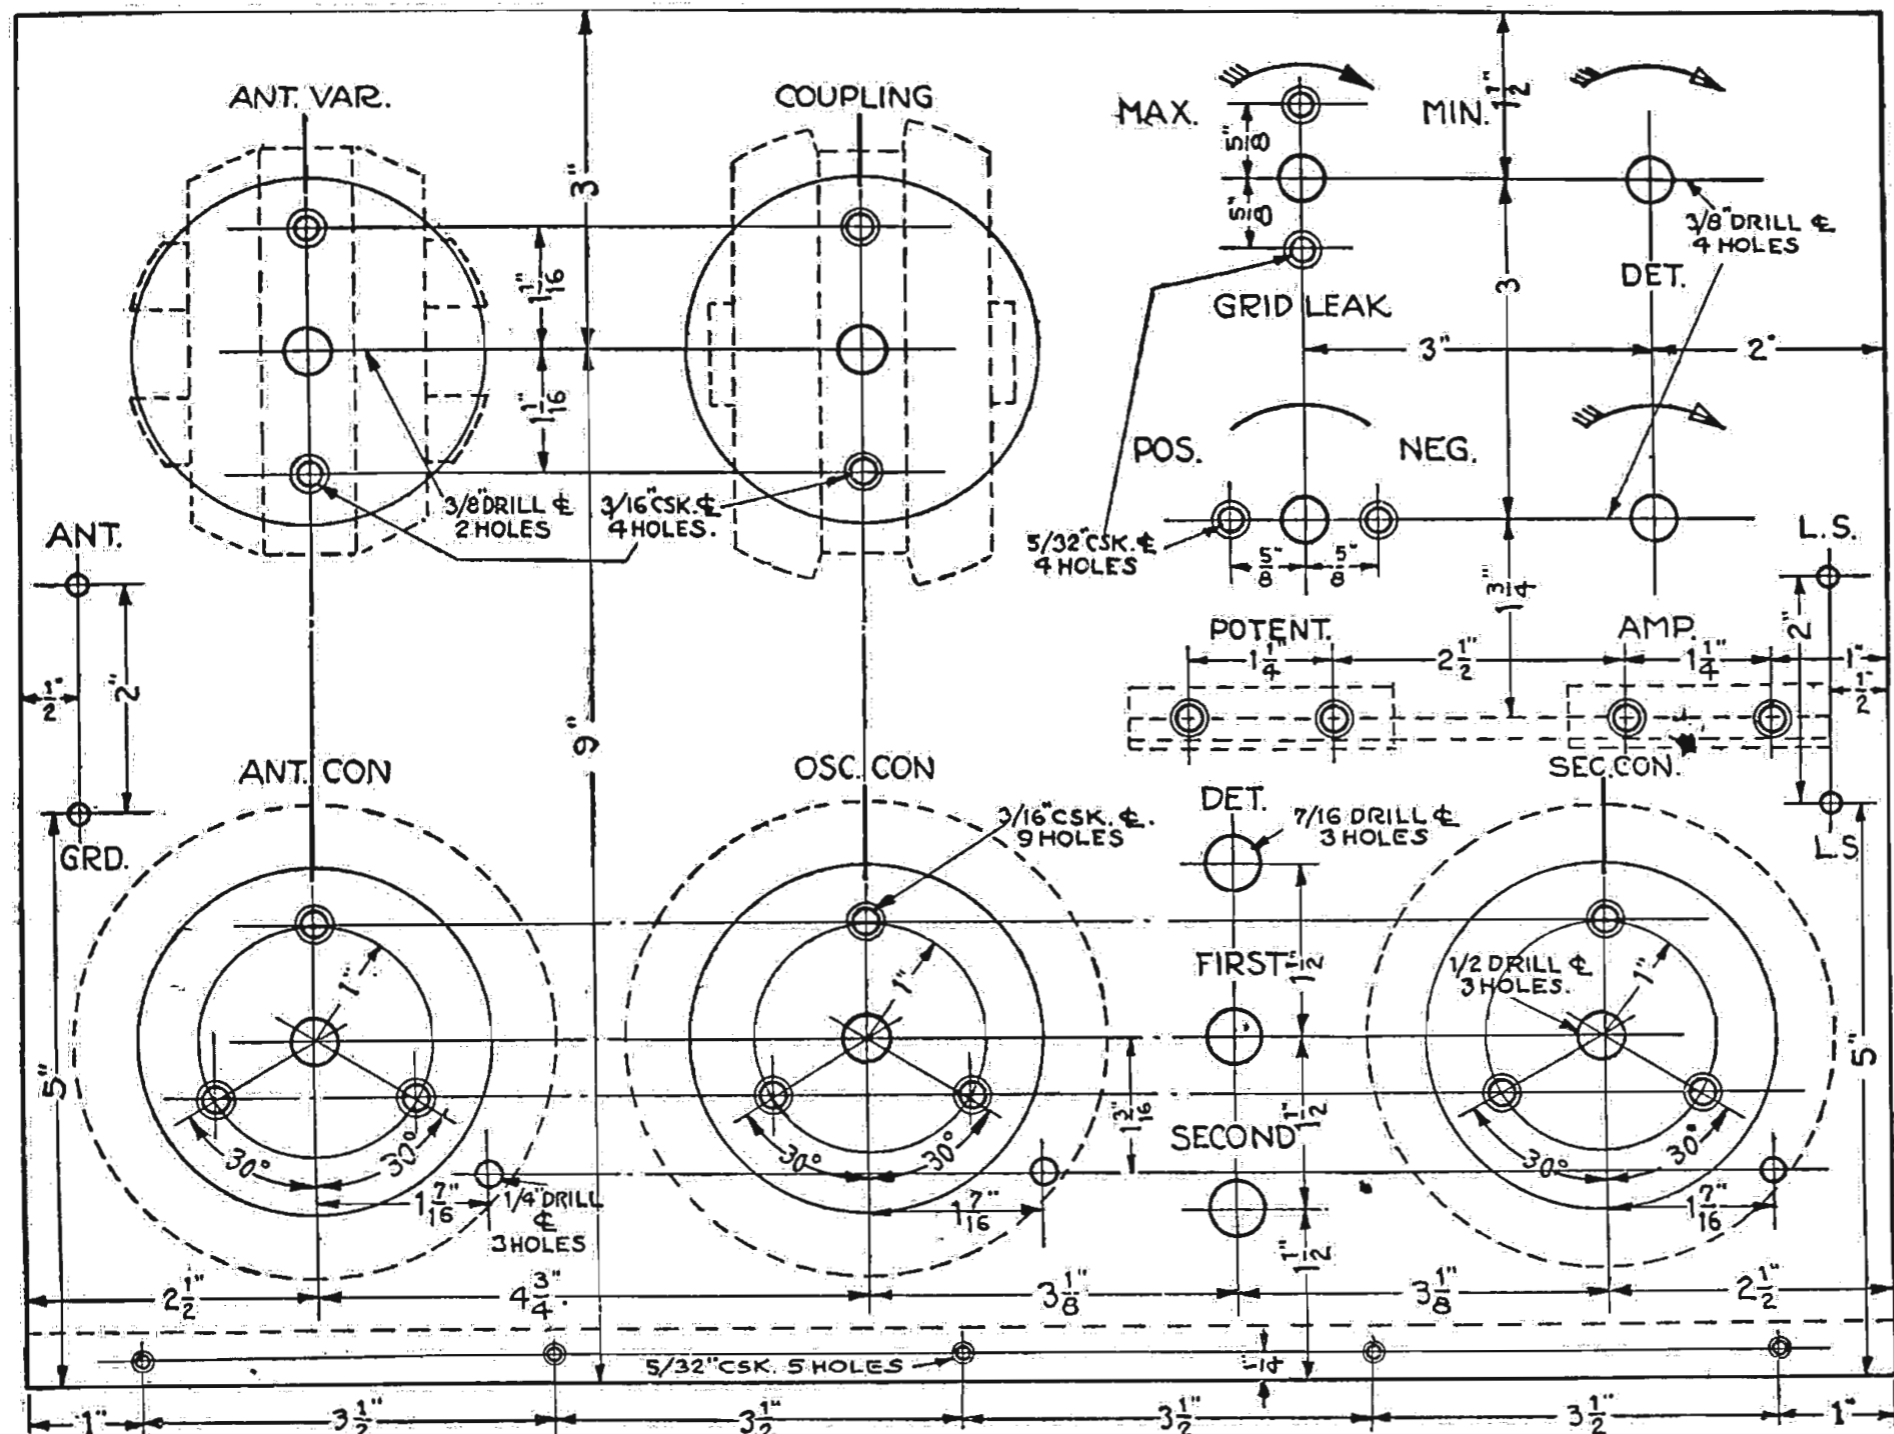 ANT. VAR.
COUPLING
MAX.
MIN.
1 1/2"
3"
5/8"
5/8"
1 1/16"
1 1/16"
3/8" DRILL ℄
4 HOLES
DET.
GRID LEAK
3
3"
2"
POS.
NEG.
3/8" DRILL ℄
2 HOLES
3/16" CSK. ℄
4 HOLES.
5/32" CSK. ℄
4 HOLES
5/8"
5/8"
ANT.
L.S.
1 3/4"
POTENT.
AMP.
1 1/4"
2 1/2"
1 1/4"
1"
2"
1/2"
1/2"
2"
9"
ANT. CON
OSC. CON
SEC. CON.
DET.
3/16" CSK. ℄.
9 HOLES
7/16 DRILL ℄
3 HOLES
GRD.
L.S
1"
1"
FIRST
1 1/2
1/2 DRILL ℄
3 HOLES.
1"
5"
5"
1 3/16"
1 1/2"
SECOND
30°
30°
30°
30°
30°
30°
1 7/16"
1/4" DRILL
℄
3 HOLES
1 7/16"
1 7/16"
1 1/2"
2 1/2"
4 3/4".
3 1/8"
3 1/8"
2 1/2"
5/32" CSK. 5 HOLES
1/4"
1"
3 1/2"
3 1/2"
3 1/2"
3 1/2"
1"